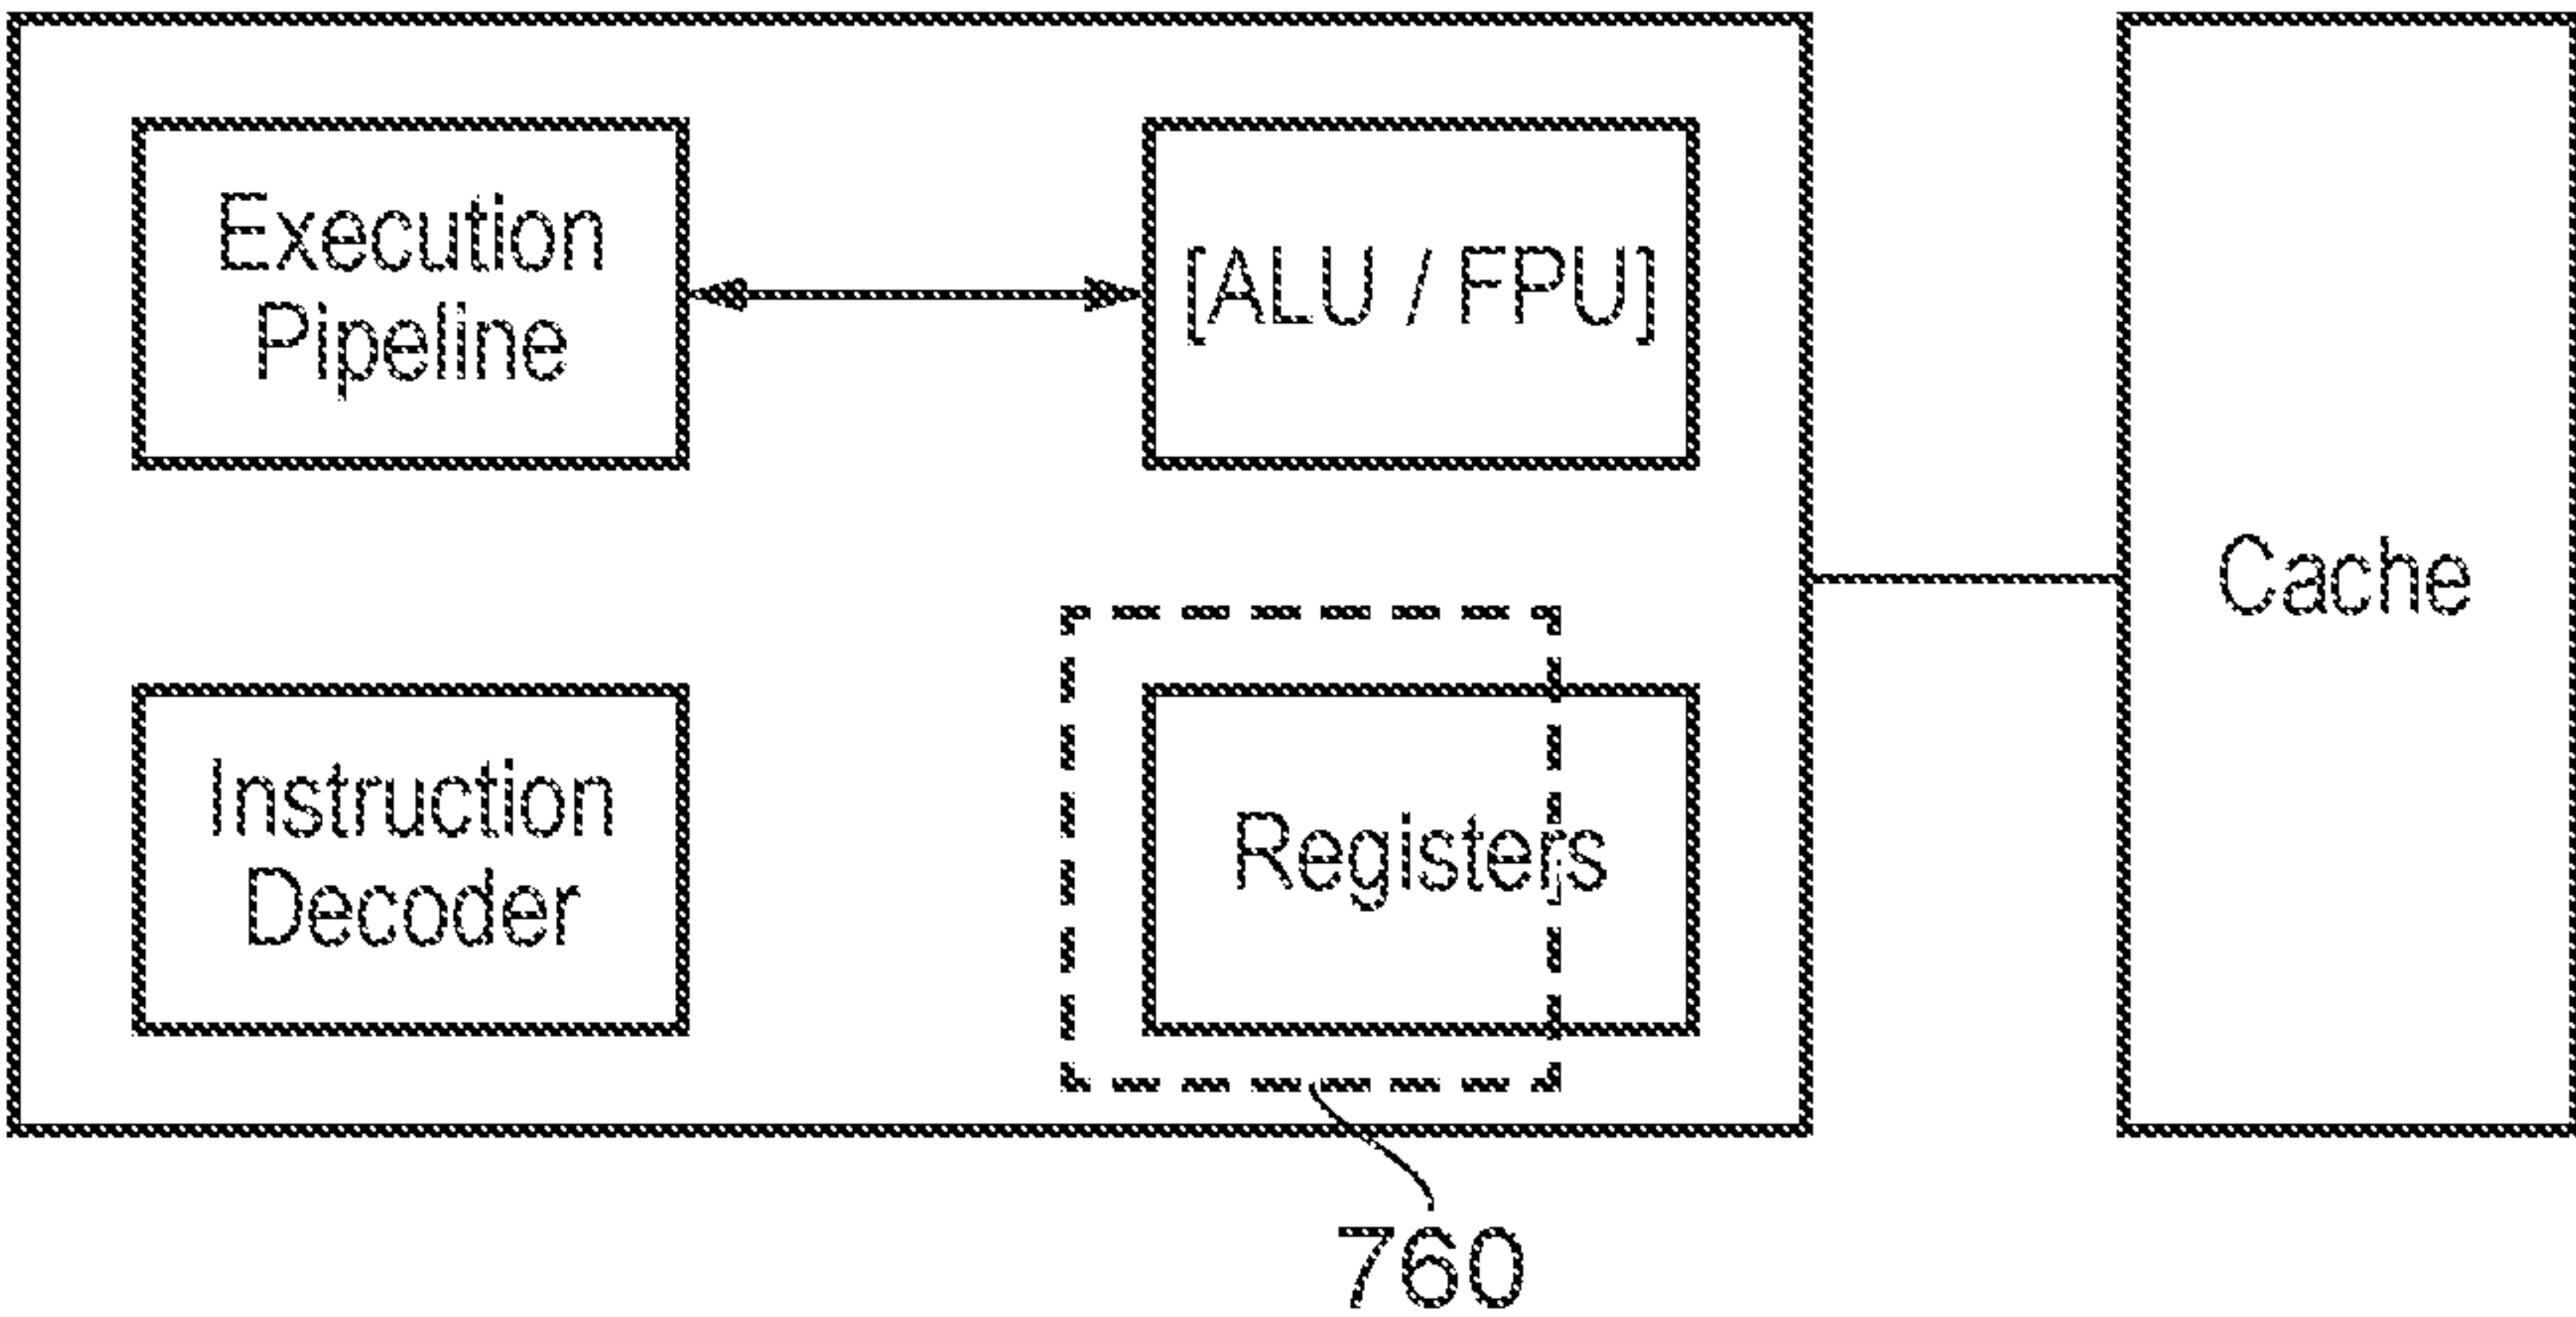 Execution
Pipeline
[ALU / FPU]
Cache
Instruction
Decoder
Registers
760